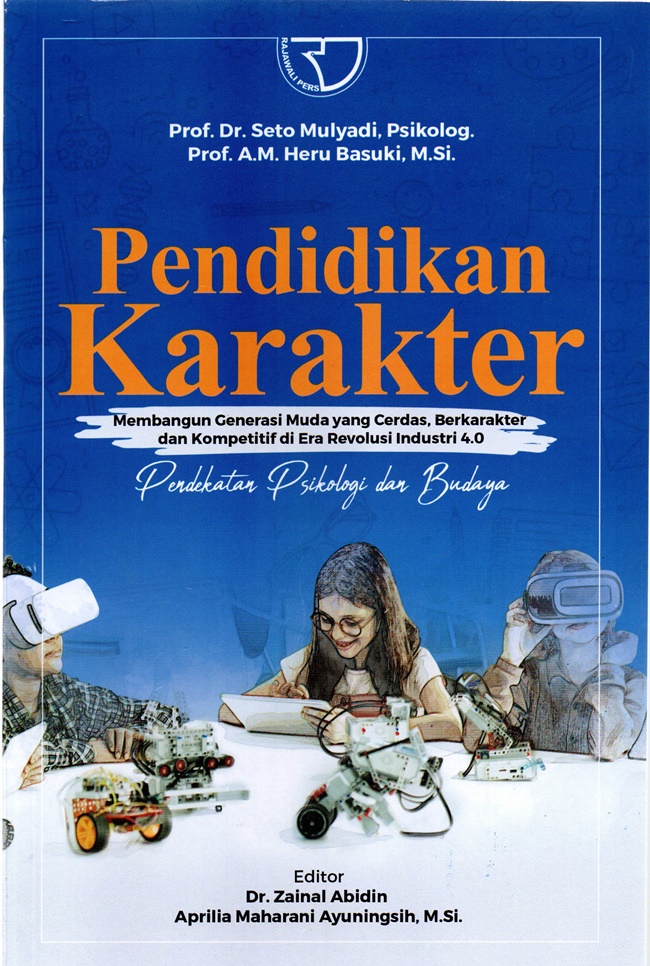 RAJAWALI PERS
Prof. Dr. Seto Mulyadi, Psikolog.
Prof. A.M. Heru Basuki, M.Si.
Pendidikan
Karakter
Membangun Generasi Muda yang Cerdas, Berkarakter
dan Kompetitif di Era Revolusi Industri 4.0
Pendekatan Psikologi dan Budaya
Editor
Dr. Zainal Abidin
Aprilia Maharani Ayuningsih, M.Si.